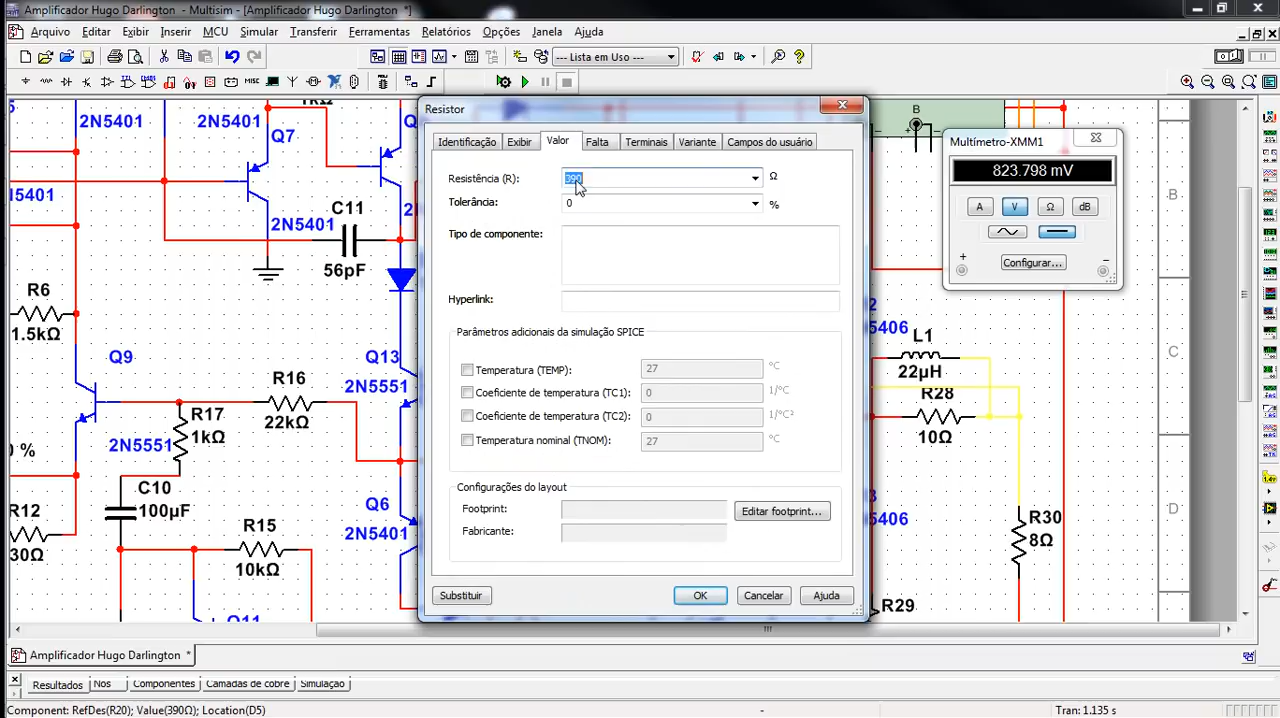 Amplificador Hugo Darlington - Multisim - [Amplificador Hugo Darlington *]
Arquivo Editar Exibir Inserir MCU Simular Transferir Ferramentas Relatórios Opções Janela Ajuda
--- Lista em Uso ---
MISC
2N5401
Q7
2N5401
J5401
2N5401
C11
56pF
R6
1.5kΩ
Q9
R16
22kΩ
R17
1kΩ
2N5551
0 %
C10
100µF
R12
30Ω
R15
10kΩ
Q11
Q13
2N5551
Q6
2N5401
Resistor
Identificação Exibir Valor Falta Terminais Variante Campos do usuário
Resistência (R): 390 Ω
Tolerância: 0 %
Tipo de componente:
Hyperlink:
Parâmetros adicionais da simulação SPICE
Temperatura (TEMP): 27 °C
Coeficiente de temperatura (TC1) 0 1/°C
Coeficiente de temperatura (TC2) 0 1/°C²
Temperatura nominal (TNOM): 27 °C
Configurações do layout
Footprint: Editar footprint...
Fabricante:
Substituir OK Cancelar Ajuda
B
Multímetro-XMM1
823.798 mV
A V Ω dB
+ −
Configurar...
2
5406
L1
22µH
R28
10Ω
3
5406
R30
8Ω
R29
B
C
D
Amplificador Hugo Darlington *
Resultados Nós Componentes Camadas de cobre Simulação
Component: RefDes(R20); Value(390Ω); Location(D5) - Tran: 1.135 s